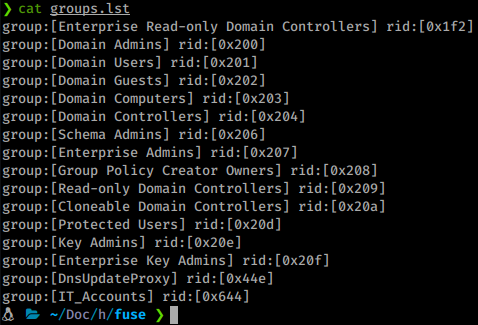 ❯ cat groups.lst
group:[Enterprise Read-only Domain Controllers] rid:[0x1f2]
group:[Domain Admins] rid:[0x200]
group:[Domain Users] rid:[0x201]
group:[Domain Guests] rid:[0x202]
group:[Domain Computers] rid:[0x203]
group:[Domain Controllers] rid:[0x204]
group:[Schema Admins] rid:[0x206]
group:[Enterprise Admins] rid:[0x207]
group:[Group Policy Creator Owners] rid:[0x208]
group:[Read-only Domain Controllers] rid:[0x209]
group:[Cloneable Domain Controllers] rid:[0x20a]
group:[Protected Users] rid:[0x20d]
group:[Key Admins] rid:[0x20e]
group:[Enterprise Key Admins] rid:[0x20f]
group:[DnsUpdateProxy] rid:[0x44e]
group:[IT_Accounts] rid:[0x644]
~/Doc/h/fuse ❯